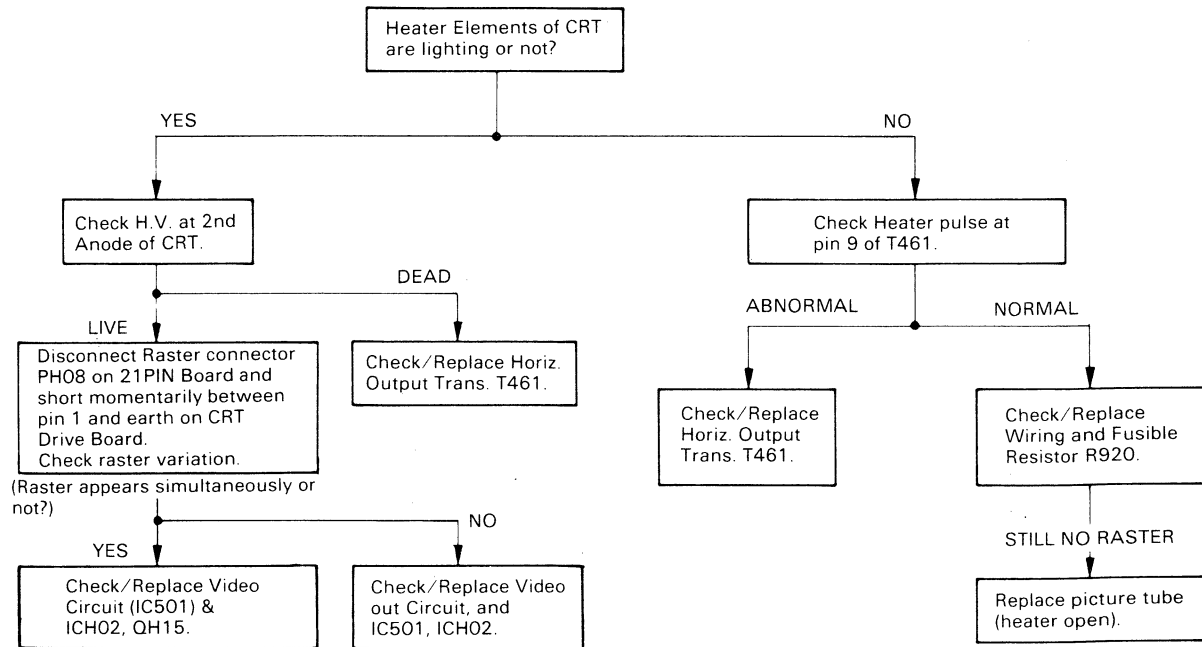 Heater Elements of CRT
are lighting or not?
YES
NO
Check H.V. at 2nd
Anode of CRT.
Check Heater pulse at
pin 9 of T461.
DEAD
LIVE
ABNORMAL
NORMAL
Disconnect Raster connector
PH08 on 21PIN Board and
short momentarily between
pin 1 and earth on CRT
Drive Board.
Check raster variation.
(Raster appears simultaneously or
not?)
Check/Replace Horiz.
Output Trans. T461.
Check/Replace
Horiz. Output
Trans. T461.
Check/Replace
Wiring and Fusible
Resistor R920.
YES
NO
STILL NO RASTER
Check/Replace Video
Circuit (IC501) &
ICH02, QH15.
Check/Replace Video
out Circuit, and
IC501, ICH02.
Replace picture tube
(heater open).